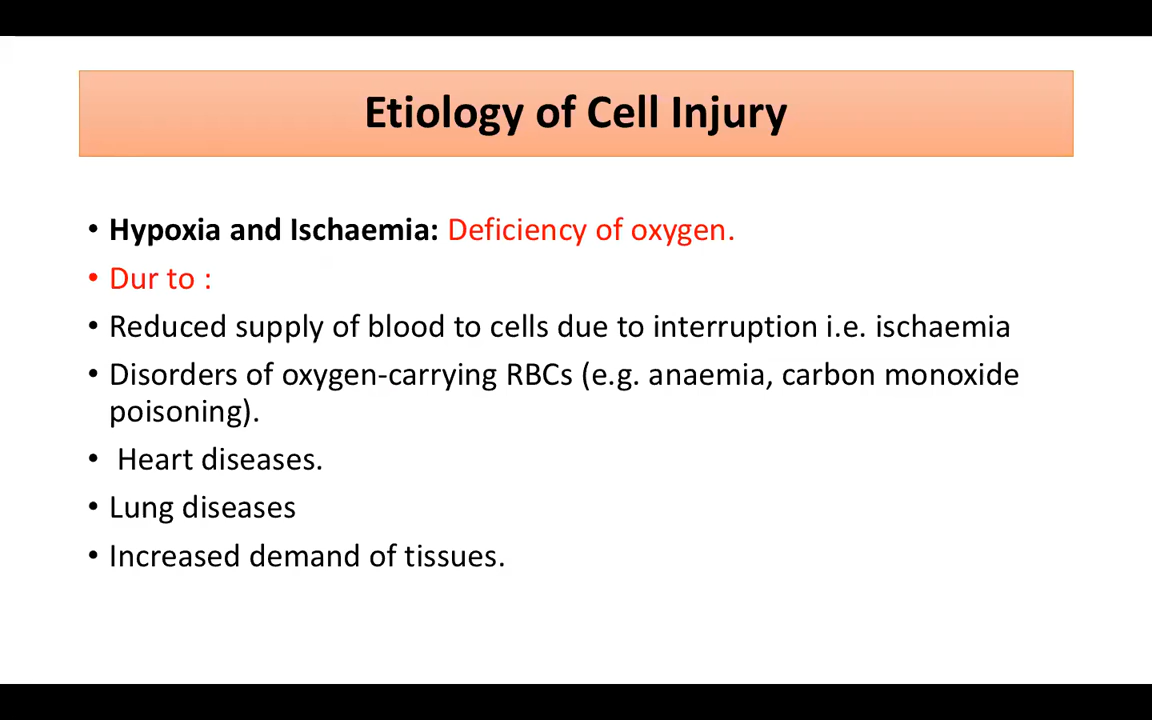 Etiology of Cell Injury
• Hypoxia and Ischaemia: Deficiency of oxygen.
• Dur to :
• Reduced supply of blood to cells due to interruption i.e. ischaemia
• Disorders of oxygen-carrying RBCs (e.g. anaemia, carbon monoxide
poisoning).
• Heart diseases.
• Lung diseases
• Increased demand of tissues.